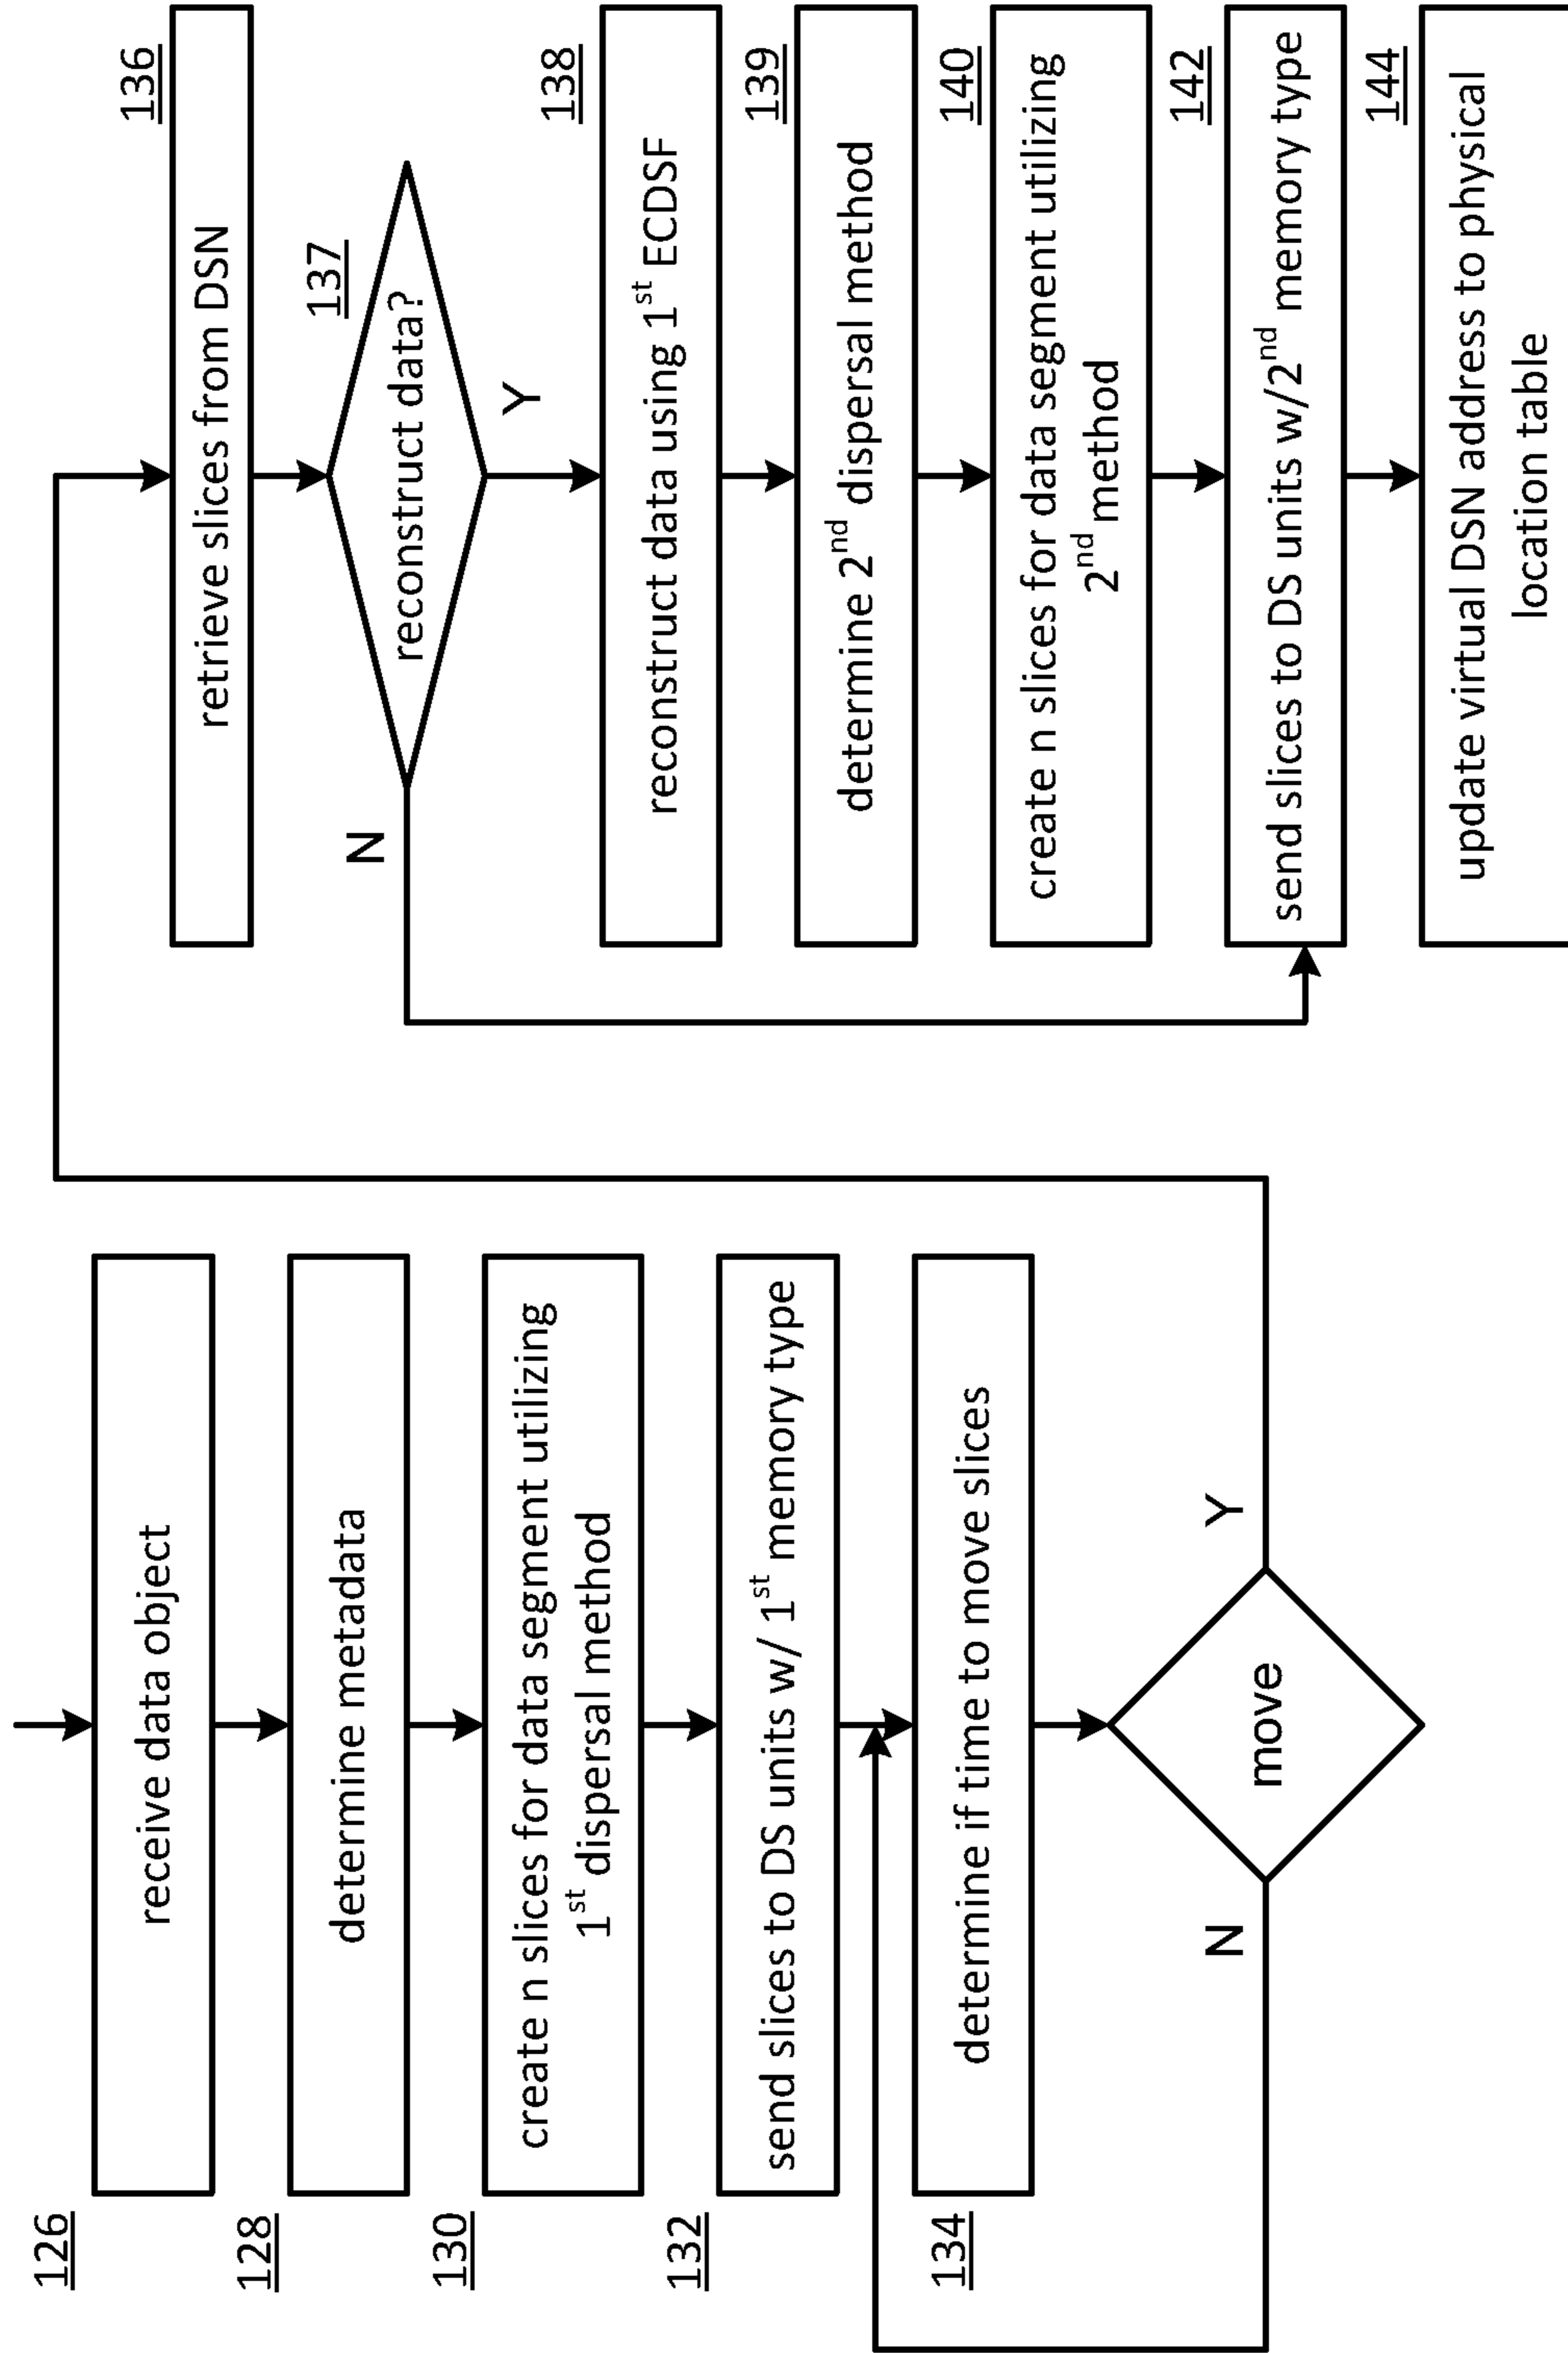 126
receive data object
128
determine metadata
130
create n slices for data segment utilizing
1st dispersal method
132
send slices to DS units w/ 1st memory type
134
determine if time to move slices
move
N
Y
136
retrieve slices from DSN
137
reconstruct data?
N
Y
138
reconstruct data using 1st ECDSF
139
determine 2nd dispersal method
140
create n slices for data segment utilizing
2nd method
142
send slices to DS units w/2nd memory type
144
update virtual DSN address to physical
location table